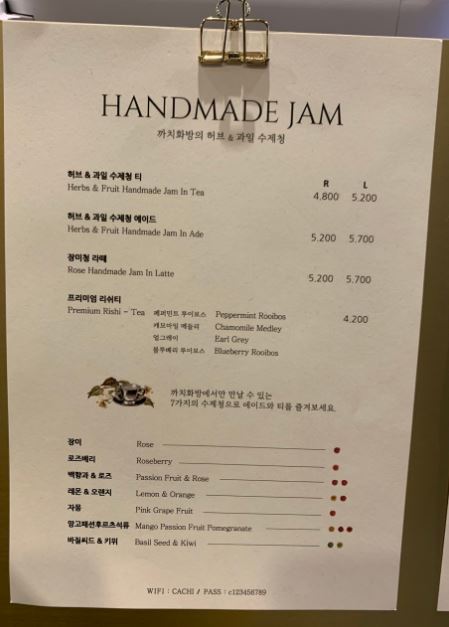 HANDMADE JAM
까치화방의 허브 & 과일 수제청
R L
허브 & 과일 수제청 티
Herbs & Fruit Handmade Jam In Tea 4.800 5.200
허브 & 과일 수제청 에이드
Herbs & Fruit Handmade Jam In Ade 5.200 5.700
장미청 라떼
Rose Handmade Jam In Latte 5.200 5.700
프리미엄 리쉬티
Premium Rishi - Tea 페퍼민트 루이보스 Peppermint Rooibos 4.200
캐모마일 메들리 Chamomile Medley
얼그레이 Earl Grey
블루베리 루이보스 Blueberry Rooibos
까치화방에서만 만날 수 있는
7가지의 수제청으로 에이드와 티를 즐겨보세요
장미 Rose
로즈베리 Roseberry
백향과 & 로즈 Passion Fruit & Rose
레몬 & 오렌지 Lemon & Orange
자몽 Pink Grape Fruit
망고패션후르츠석류 Mango Passion Fruit Pomegranate
바질씨드 & 키위 Basil Seed & Kiwi
WIFI : CACHI / PASS : c123456789